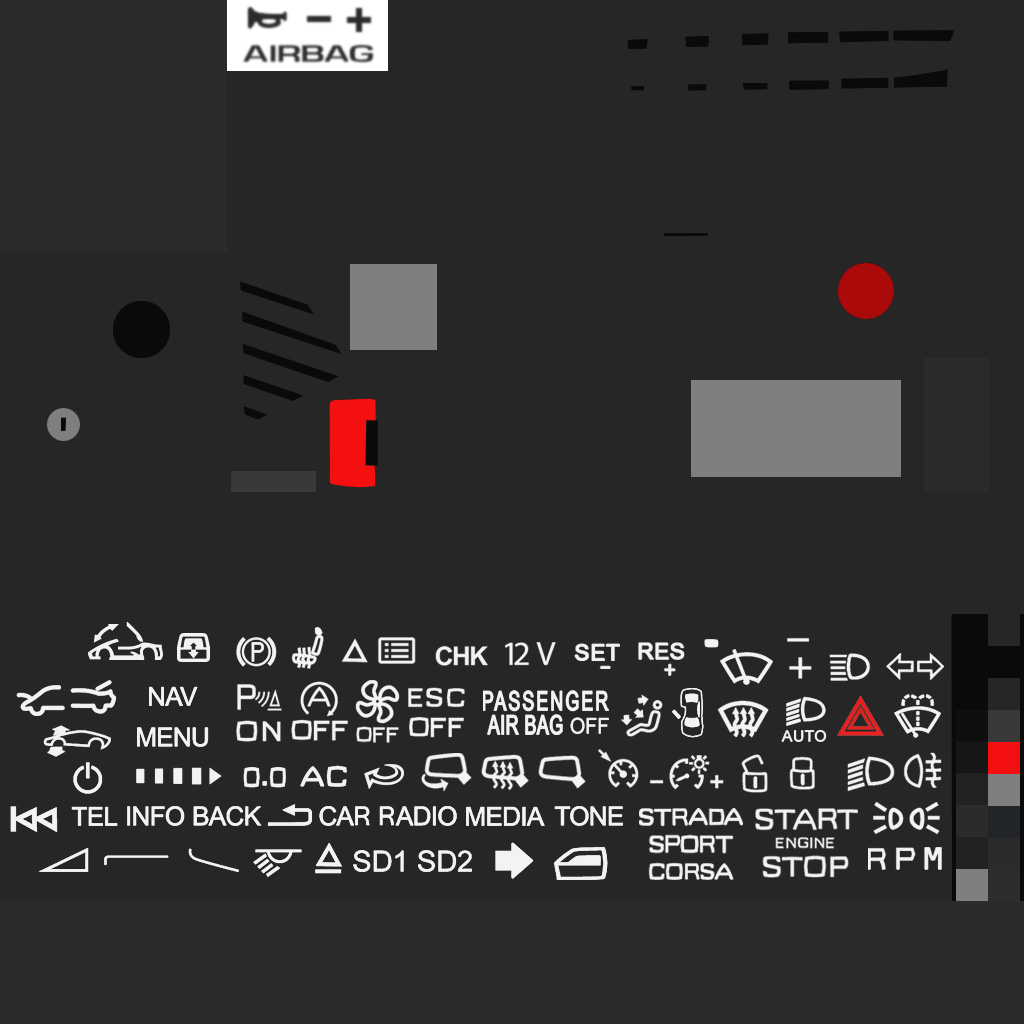 AIRBAG
CHK 12 V SET RES
NAV P ON A OFF OFF ESC OFF PASSENGER AIR BAG OFF AUTO
MENU
0.0 AC
TEL INFO BACK CAR RADIO MEDIA TONE STRADA START
SPORT ENGINE
SD1 SD2 CORSA STOP RPM